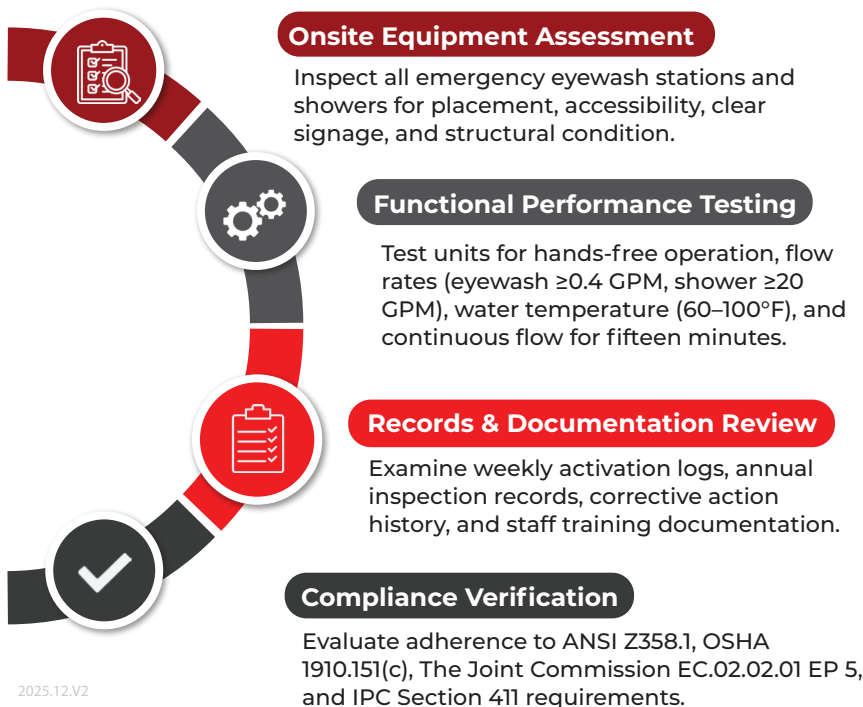 Onsite Equipment Assessment
Inspect all emergency eyewash stations and
showers for placement, accessibility, clear
signage, and structural condition.
Functional Performance Testing
Test units for hands-free operation, flow
rates (eyewash ≥0.4 GPM, shower ≥20
GPM), water temperature (60–100°F), and
continuous flow for fifteen minutes.
Records & Documentation Review
Examine weekly activation logs, annual
inspection records, corrective action
history, and staff training documentation.
Compliance Verification
Evaluate adherence to ANSI Z358.1, OSHA
1910.151(c), The Joint Commission EC.02.02.01 EP 5,
and IPC Section 411 requirements.
2025.12.V2